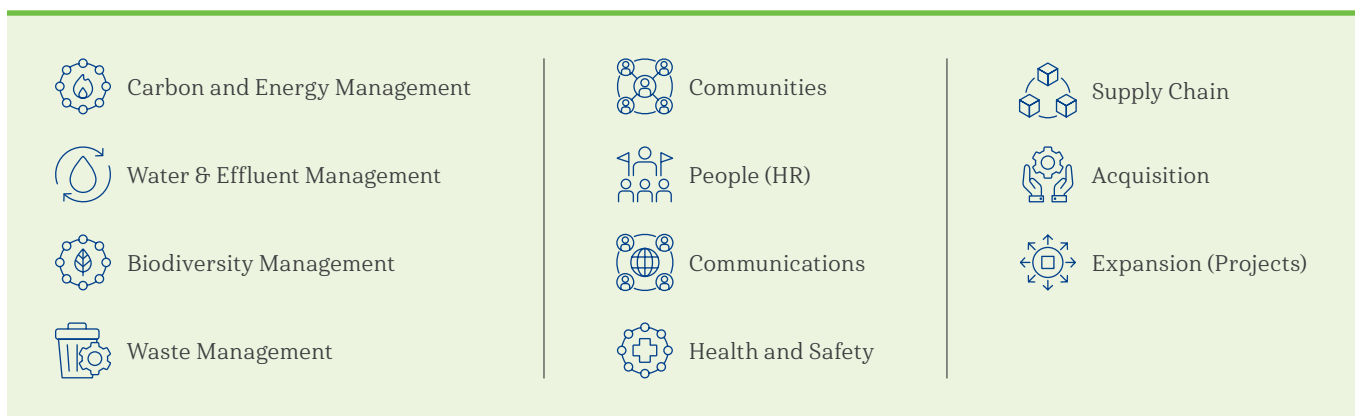 Carbon and Energy Management
Water & Effluent Management
Biodiversity Management
Waste Management
Communities
People (HR)
Communications
Health and Safety
Supply Chain
Acquisition
Expansion (Projects)